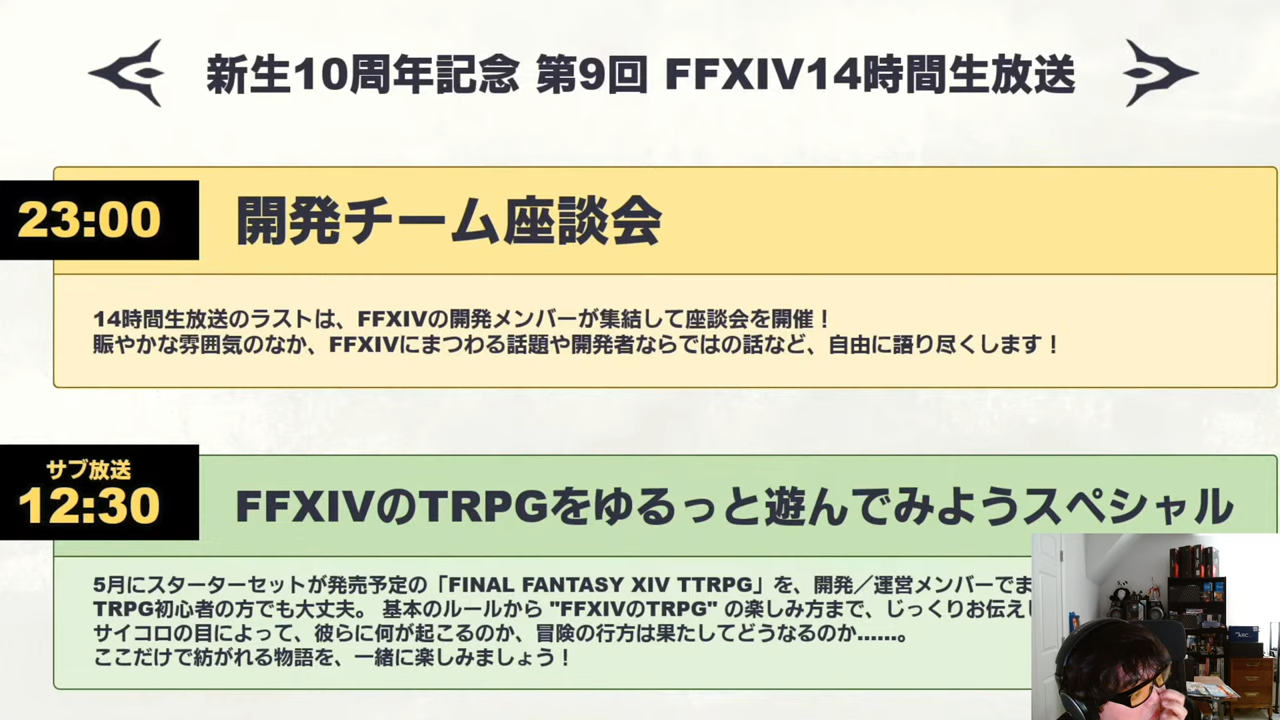 新生10周年記念 第9回 FFXIV14時間生放送
23:00
開発チーム座談会
14時間生放送のラストは、FFXIVの開発メンバーが集結して座談会を開催！
賑やかな雰囲気のなか、FFXIVにまつわる話題や開発者ならではの話など、自由に語り尽くします！
サブ放送
12:30
FFXIVのTRPGをゆるっと遊んでみようスペシャル
5月にスターターセットが発売予定の「FINAL FANTASY XIV TTRPG」を、開発／運営メンバーでま
TRPG初心者の方でも大丈夫。 基本のルールから "FFXIVのTRPG" の楽しみ方まで、じっくりお伝えし
サイコロの目によって、彼らに何が起こるのか、冒険の行方は果たしてどうなるのか……。
ここだけで紡がれる物語を、一緒に楽しみましょう！